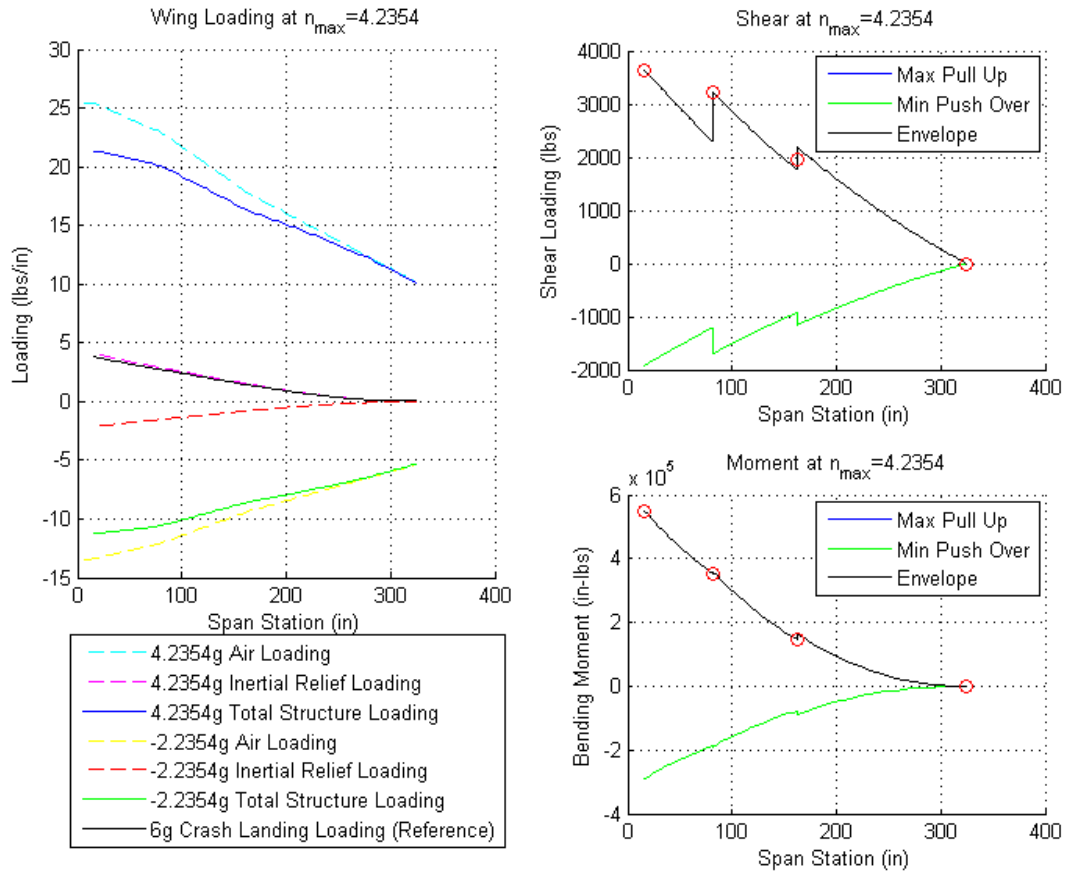 Wing Loading at n_max=4.2354
30
25
20
15
10
5
0
-5
-10
-15
Loading (lbs/in)
0
100
200
300
400
Span Station (in)
4.2354g Air Loading
4.2354g Inertial Relief Loading
4.2354g Total Structure Loading
-2.2354g Air Loading
-2.2354g Inertial Relief Loading
-2.2354g Total Structure Loading
6g Crash Landing Loading (Reference)
Shear at n_max=4.2354
4000
3000
2000
1000
0
-1000
-2000
Shear Loading (lbs)
Max Pull Up
Min Push Over
Envelope
0
100
200
300
400
Span Station (in)
Moment at n_max=4.2354
x 10^5
6
4
2
0
-2
-4
Bending Moment (in-lbs)
Max Pull Up
Min Push Over
Envelope
0
100
200
300
400
Span Station (in)